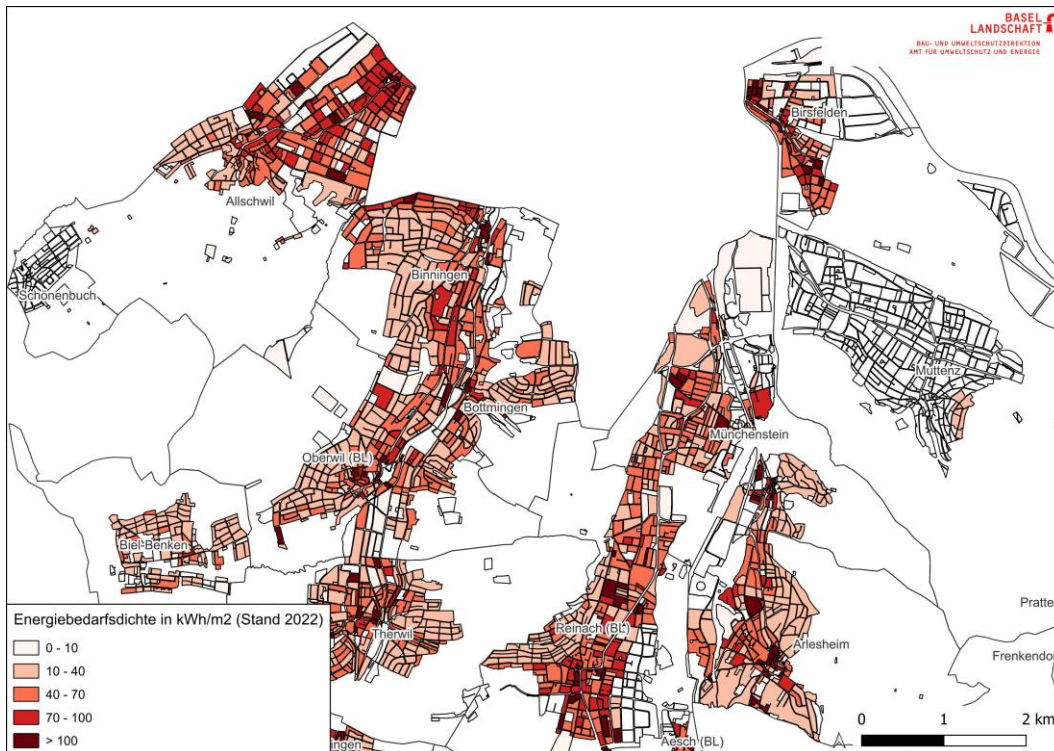 BASEL
LANDSCHAFT
BAU- UND UMWELTSCHUTZDIREKTION
AMT FÜR UMWELTSCHUTZ UND ENERGIE
Birsfelden
Allschwil
Binningen
Schönenbuch
Muttenz
Bottmingen
Münchenstein
Oberwil (BL)
Biel-Benken
Pratte
Energiebedarfsdichte in kWh/m2 (Stand 2022)
0 - 10
10 - 40
40 - 70
70 - 100
> 100
Therwil
Reinach (BL)
Arlesheim
Frenkendor
ingen
Aesch (BL)
0 1 2 km